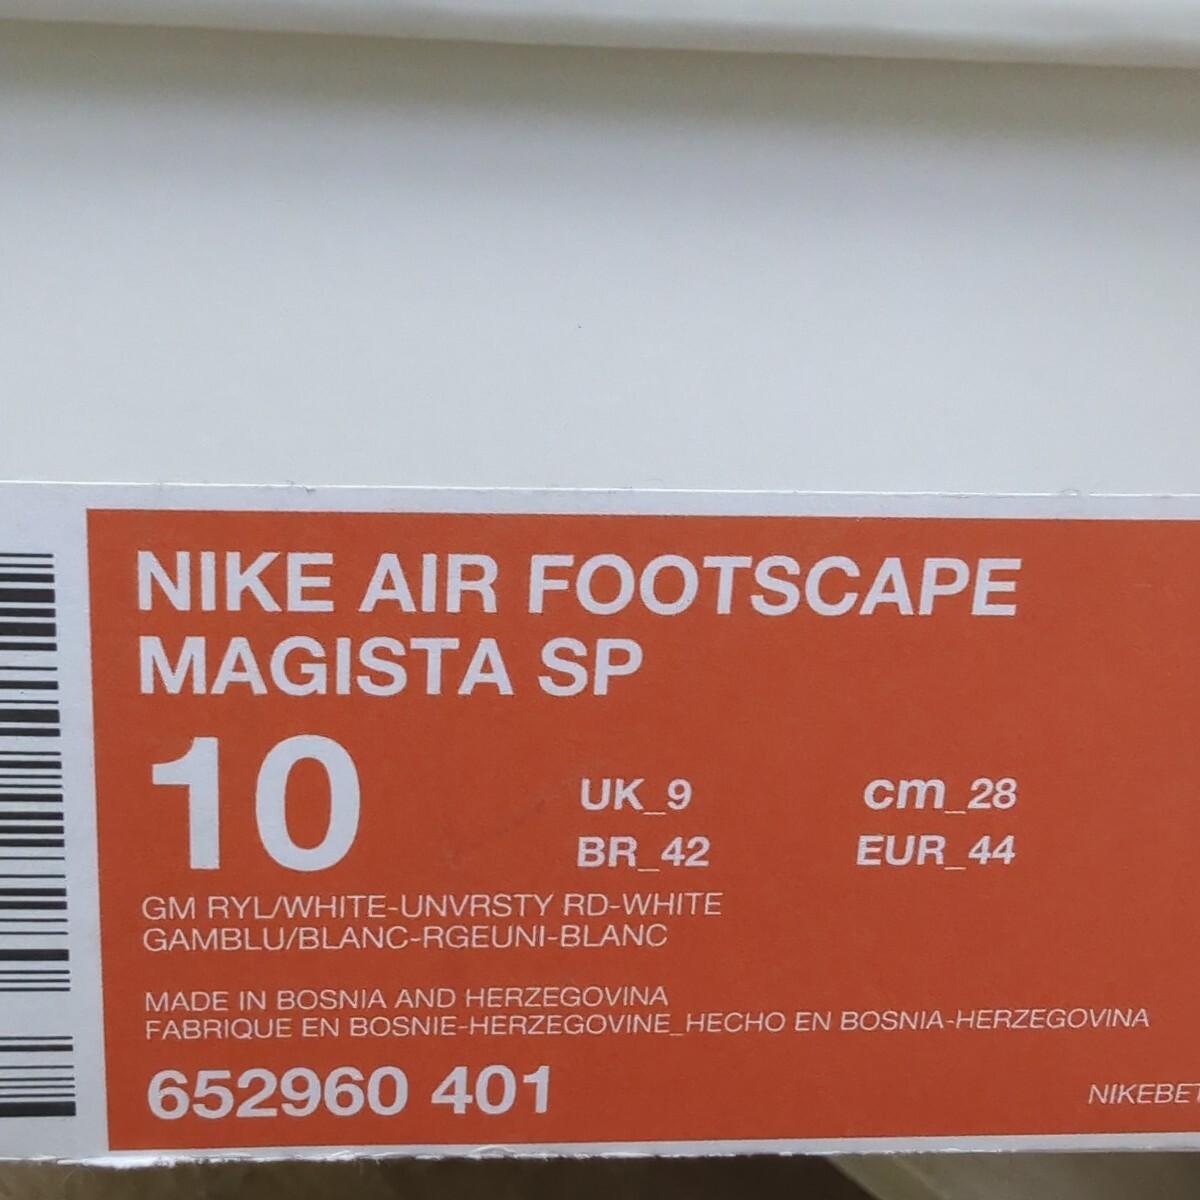 NIKE AIR FOOTSCAPE
MAGISTA SP
10
UK_9 cm_28
BR_42 EUR_44
GM RYL/WHITE-UNVRSTY RD-WHITE
GAMBLU/BLANC-RGEUNI-BLANC
MADE IN BOSNIA AND HERZEGOVINA
FABRIQUE EN BOSNIE-HERZEGOVINE_HECHO EN BOSNIA-HERZEGOVINA
652960 401